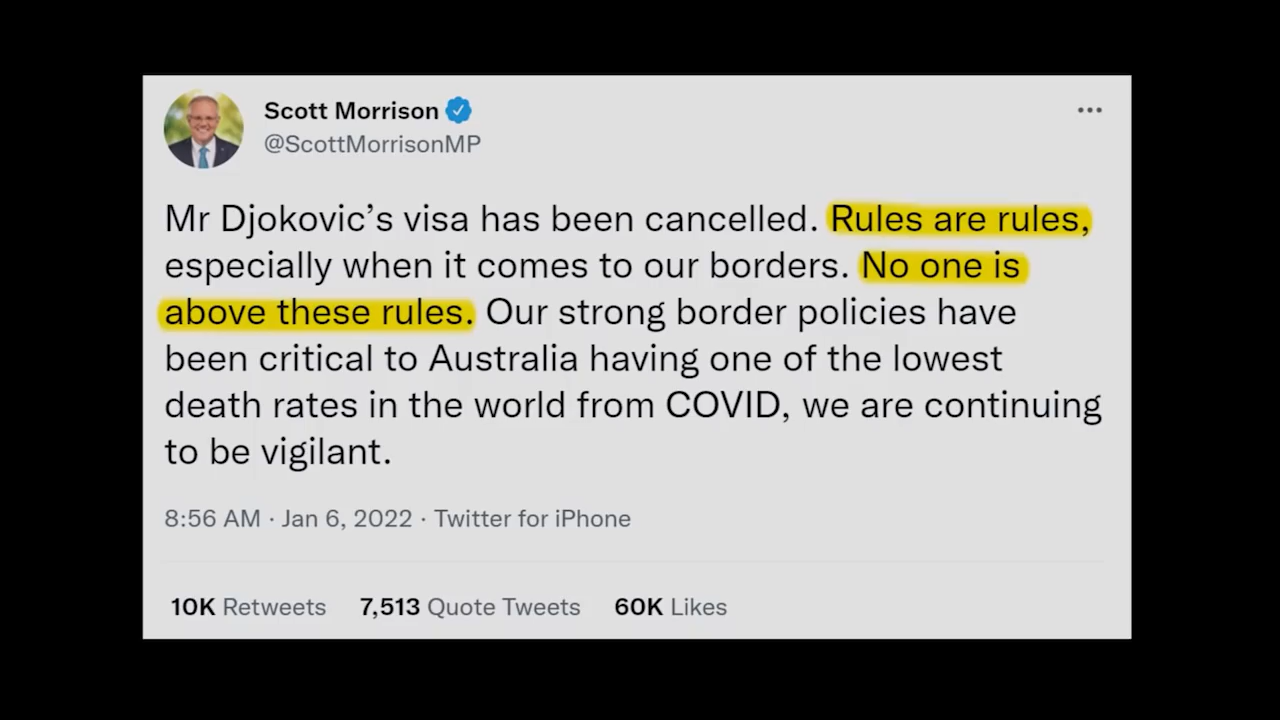 Scott Morrison
@ScottMorrisonMP
Mr Djokovic’s visa has been cancelled. Rules are rules,
especially when it comes to our borders. No one is
above these rules. Our strong border policies have
been critical to Australia having one of the lowest
death rates in the world from COVID, we are continuing
to be vigilant.
8:56 AM · Jan 6, 2022 · Twitter for iPhone
10K Retweets 7,513 Quote Tweets 60K Likes